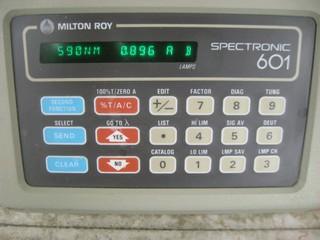 MILTON ROY
590NM 0.896 A B
LAMPS
SPECTRONIC
601
100%T/ZERO A EDIT FACTOR DIAG TUNG
SECOND FUNCTION %T/A/C +/- 7 8 9
SELECT GO TO λ LIST HI LIM SIG AV DEUT
SEND YES • 4 5 6
CATALOG LO LIM LMP SAV LMP CH
CLEAR NO 0 1 2 3